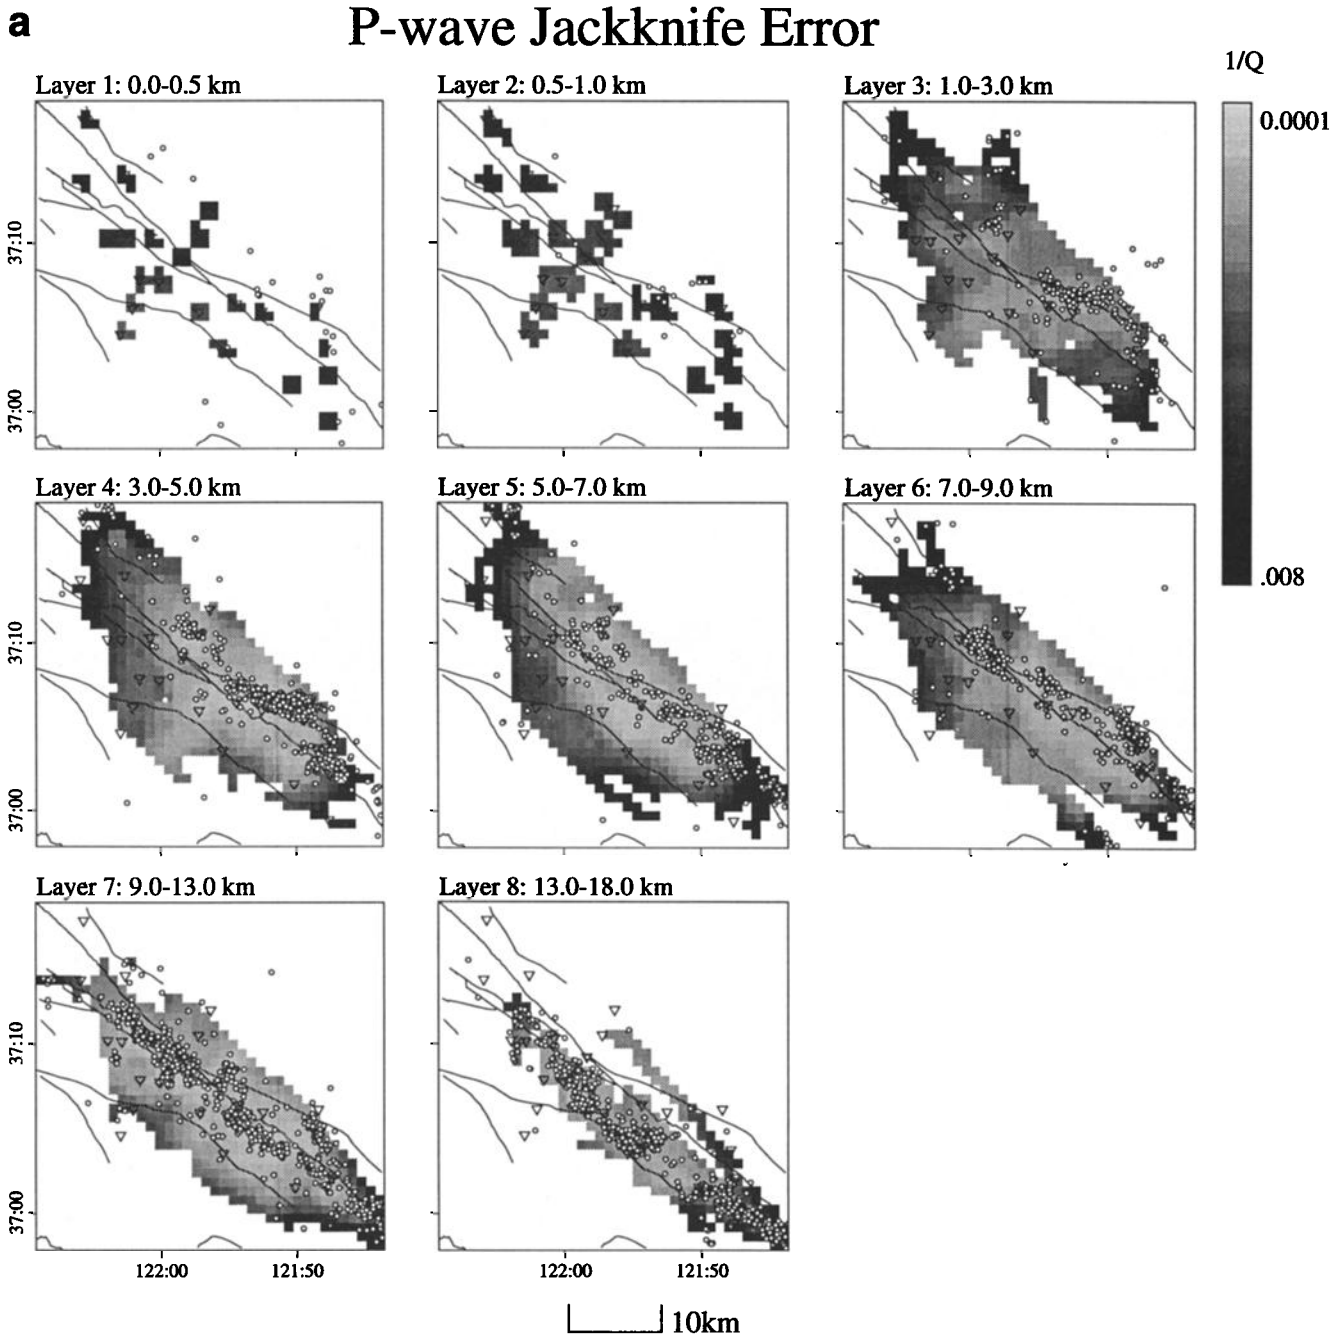 a
P-wave Jackknife Error
1/Q
0.0001
.008
Layer 1: 0.0-0.5 km
Layer 2: 0.5-1.0 km
Layer 3: 1.0-3.0 km
37:10
37:00
Layer 4: 3.0-5.0 km
Layer 5: 5.0-7.0 km
Layer 6: 7.0-9.0 km
37:10
37:00
Layer 7: 9.0-13.0 km
Layer 8: 13.0-18.0 km
37:10
37:00
122:00
121:50
122:00
121:50
10km